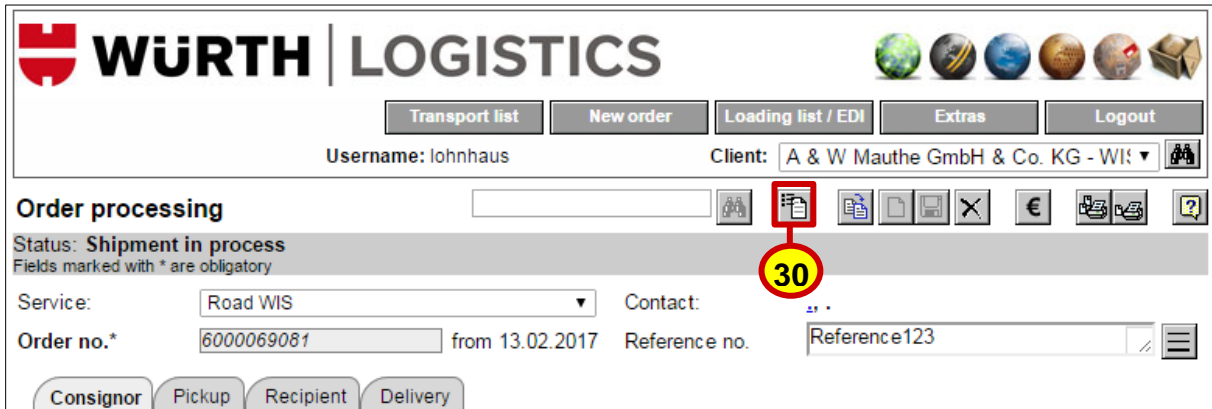 WÜRTH LOGISTICS
Transport list New order Loading list / EDI Extras Logout
Username: lohnhaus Client: A & W Mauthe GmbH & Co. KG - WIS
Order processing €
Status: Shipment in process
Fields marked with * are obligatory
30
Service: Road WIS Contact: ., .
Order no.* 6000069081 from 13.02.2017 Reference no. Reference123
Consignor Pickup Recipient Delivery